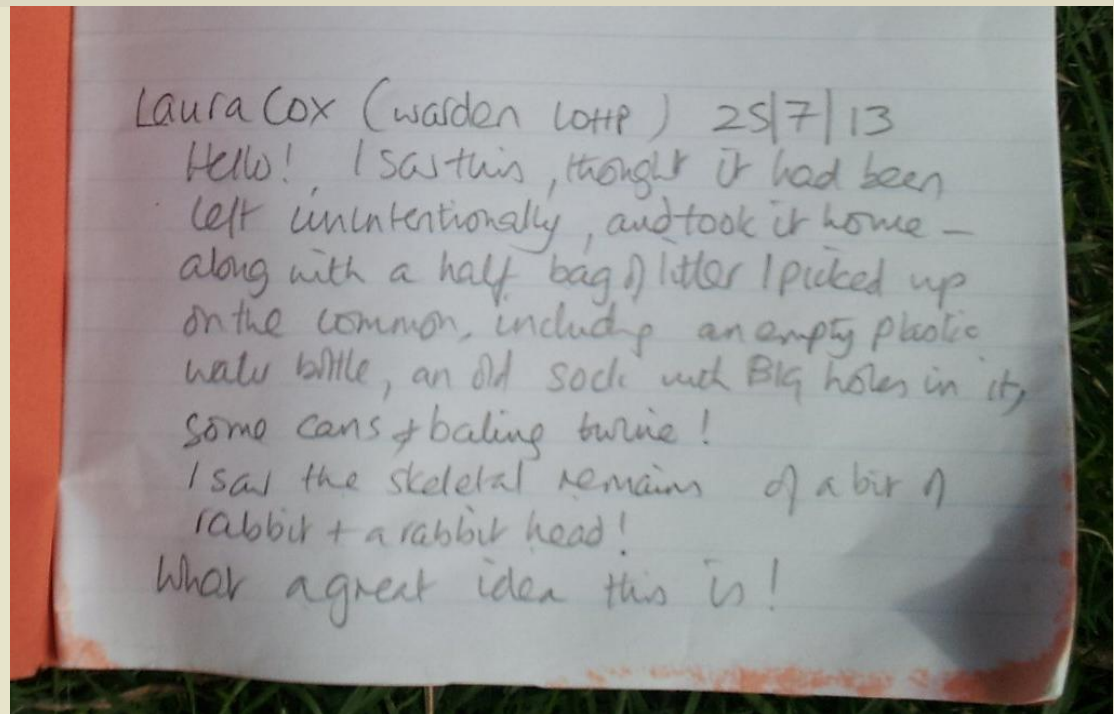 Laura Cox (warden LOHP) 25/7/13
Hello! I saw this, thought it had been
left unintentionally, and took it home –
along with a half bag of litter I picked up
on the common, including an empty plastic
water bottle, an old sock with BIG holes in it,
some cans + baling twine!
I saw the skeletal remains of a bit of
rabbit + a rabbit head!
What a great idea this is!